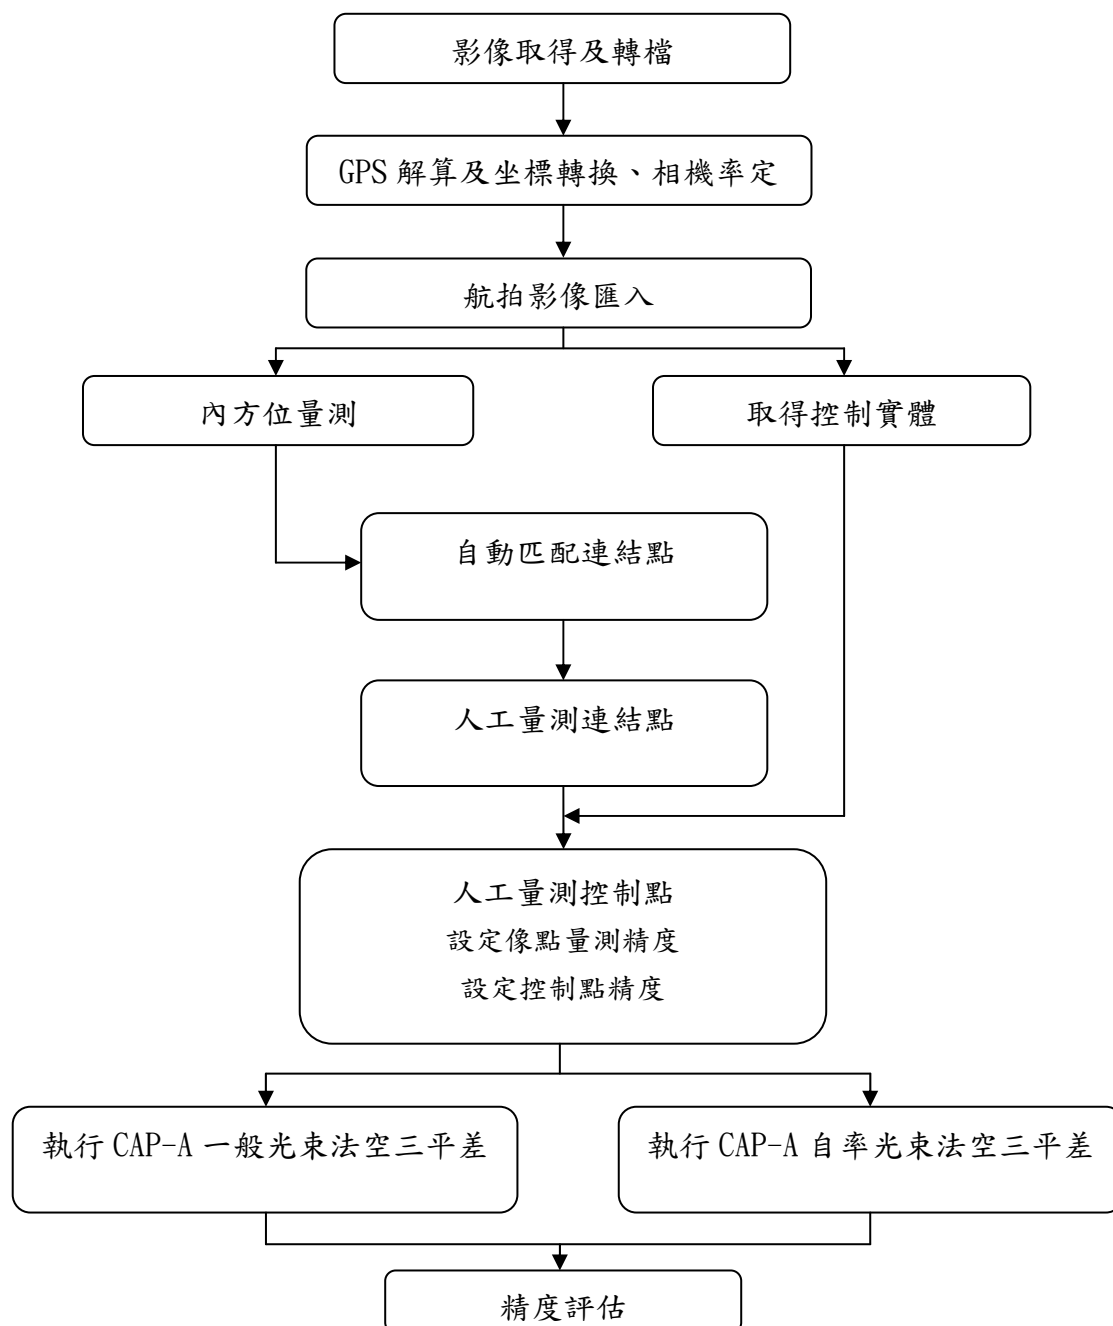 影像取得及轉檔
GPS 解算及坐標轉換、相機率定
航拍影像匯入
內方位量測
取得控制實體
自動匹配連結點
人工量測連結點
人工量測控制點
設定像點量測精度
設定控制點精度
執行 CAP-A 一般光束法空三平差
執行 CAP-A 自率光束法空三平差
精度評估